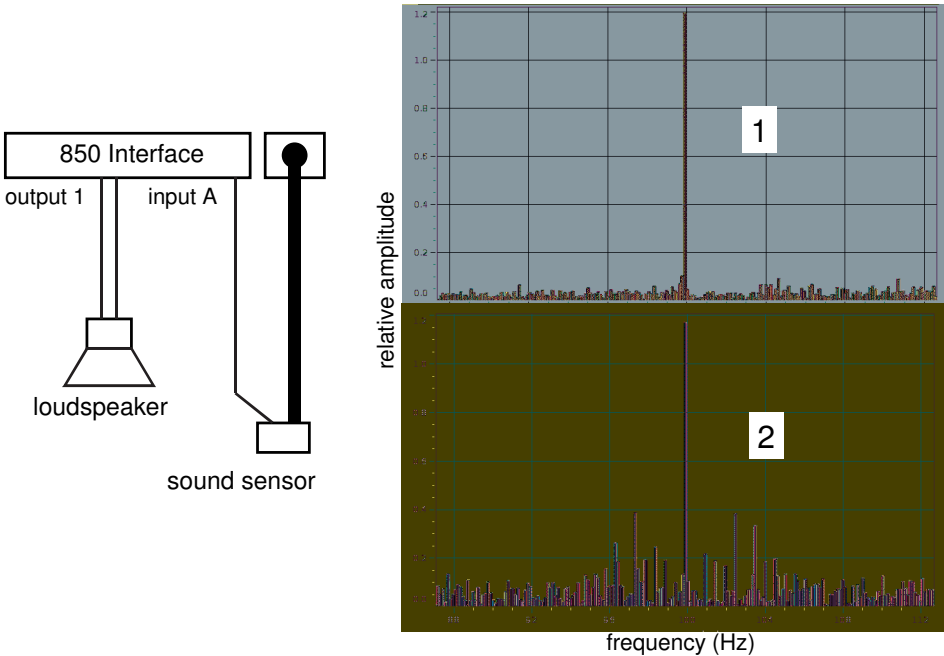 850 Interface
output 1
input A
loudspeaker
sound sensor
relative amplitude
1.2
1.0
0.8
0.6
0.4
0.2
0.0
1
2
frequency (Hz)